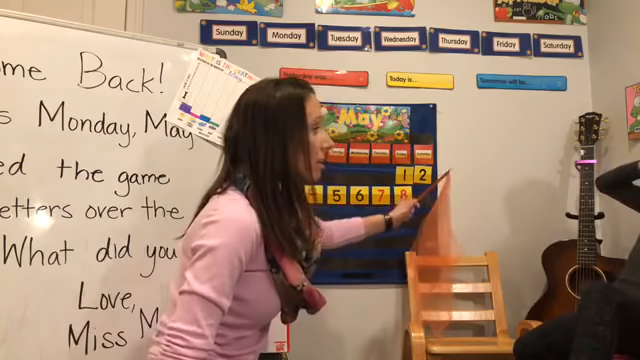 Sunday Monday Tuesday Wednesday Thursday Friday Saturday
Yesterday was... Today is... Tomorrow will be...
May
1 2
5 6 7 8
me Back!
s Monday, May
ed the game
etters over the
What did you
Love,
Miss M